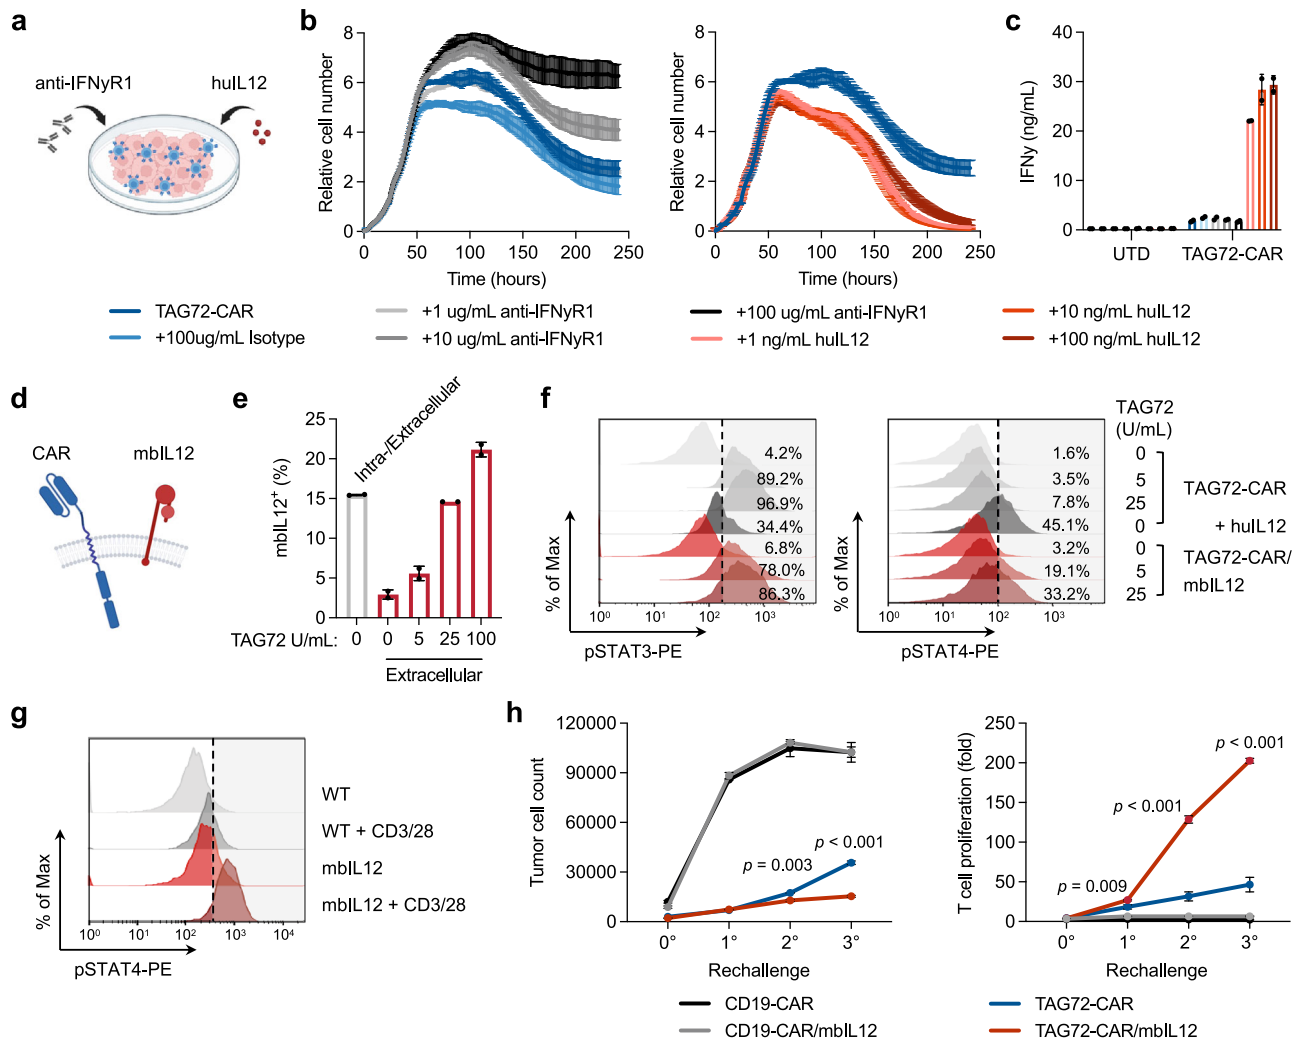 a
anti-IFNyR1
huIL12
b
Relative cell number
8
6
4
2
0
0 50 100 150 200 250
Time (hours)
Relative cell number
8
6
4
2
0
0 50 100 150 200 250
Time (hours)
c
IFNy (ng/mL)
40
30
20
10
0
UTD TAG72-CAR
TAG72-CAR
+100ug/mL Isotype
+1 ug/mL anti-IFNyR1
+10 ug/mL anti-IFNyR1
+100 ug/mL anti-IFNyR1
+1 ng/mL huIL12
+10 ng/mL huIL12
+100 ng/mL huIL12
d
CAR
mbIL12
e
mbIL12+ (%)
25
20
15
10
5
0
Intra-/Extracellular
TAG72 U/mL: 0 0 5 25 100
Extracellular
f
% of Max
4.2%
89.2%
96.9%
34.4%
6.8%
78.0%
86.3%
10⁰ 10¹ 10² 10³
pSTAT3-PE
% of Max
1.6%
3.5%
7.8%
45.1%
3.2%
19.1%
33.2%
10⁰ 10¹ 10² 10³
pSTAT4-PE
TAG72
(U/mL)
0
5
25
0
0
5
25
TAG72-CAR
+ huIL12
TAG72-CAR/
mbIL12
g
% of Max
WT
WT + CD3/28
mbIL12
mbIL12 + CD3/28
10⁰ 10¹ 10² 10³ 10⁴
pSTAT4-PE
h
Tumor cell count
120000
90000
60000
30000
0
p = 0.003
p < 0.001
0° 1° 2° 3°
Rechallenge
T cell proliferation (fold)
250
200
150
100
50
0
p = 0.009
p < 0.001
p < 0.001
0° 1° 2° 3°
Rechallenge
CD19-CAR
CD19-CAR/mbIL12
TAG72-CAR
TAG72-CAR/mbIL12